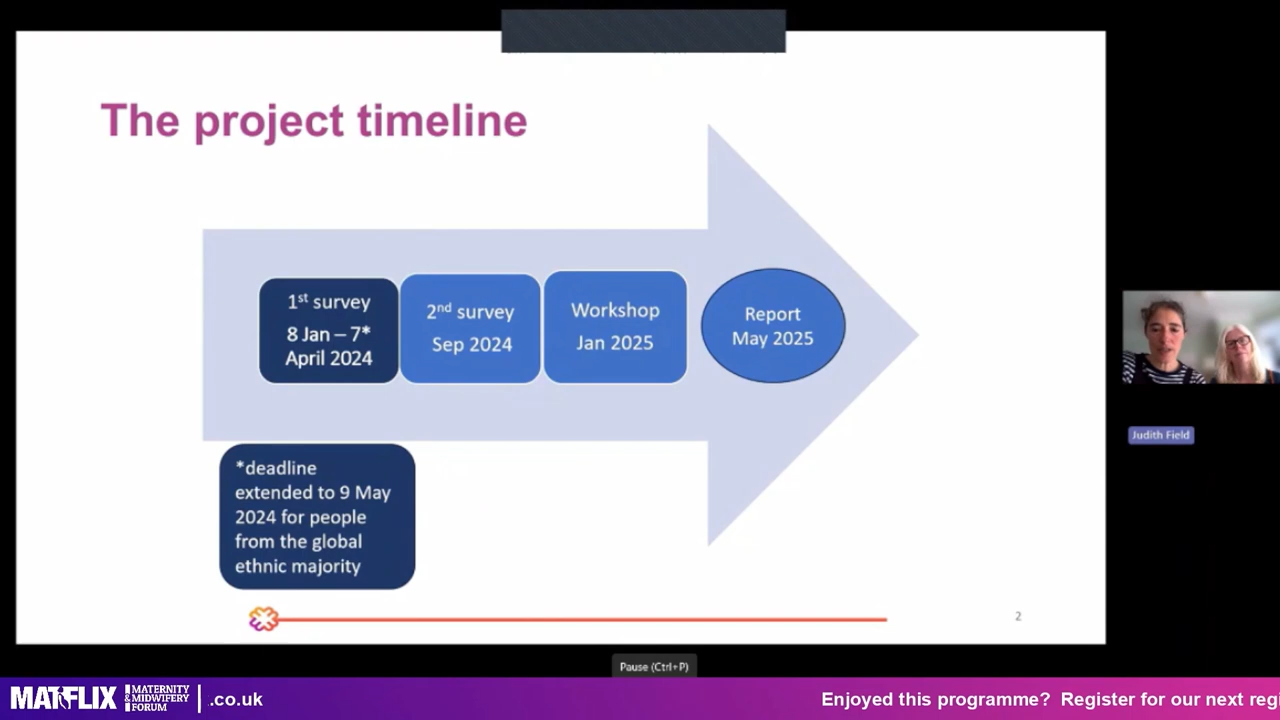 The project timeline
1st survey
8 Jan – 7*
April 2024
2nd survey
Sep 2024
Workshop
Jan 2025
Report
May 2025
*deadline
extended to 9 May
2024 for people
from the global
ethnic majority
2
Judith Field
Pause (Ctrl+P)
MATFLIX MATERNITY & MIDWIFERY FORUM .co.uk
Enjoyed this programme? Register for our next regi